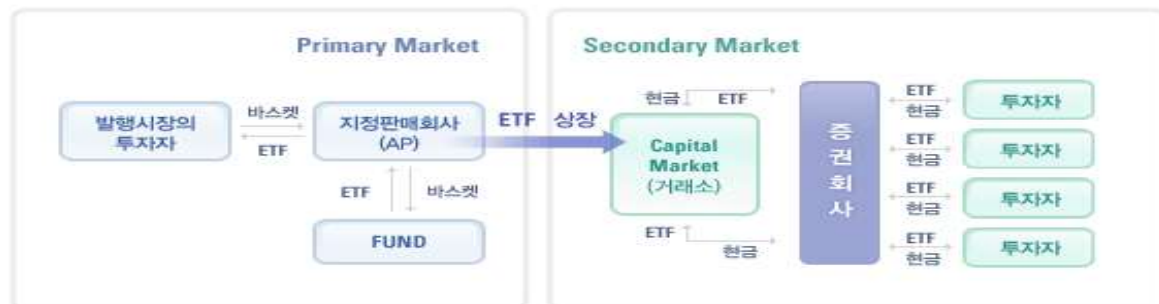 Primary Market
Secondary Market
발행시장의
투자자
바스켓
ETF
지정판매회사
(AP)
ETF
바스켓
FUND
ETF 상장
현금
ETF
Capital
Market
(거래소)
ETF
현금
증
권
회
사
ETF
현금
투자자
ETF
현금
투자자
ETF
현금
투자자
ETF
현금
투자자